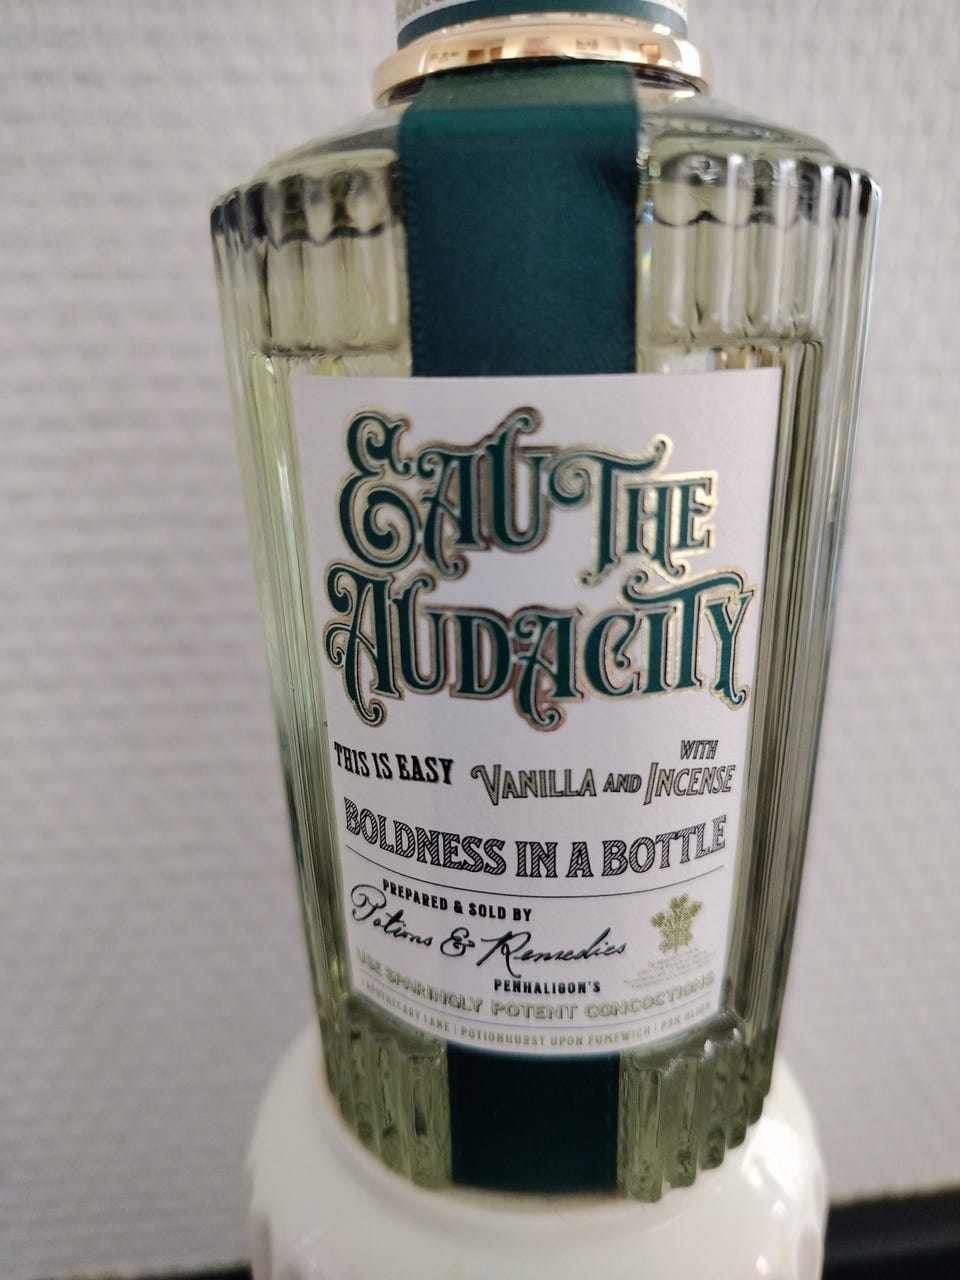 EAU THE
AUDACITY
THIS IS EASY
WITH
VANILLA AND INCENSE
BOLDNESS IN A BOTTLE
PREPARED & SOLD BY
Potions & Remedies
PENHALIGON'S
USE SPARINGLY POTENT CONCOCTIONS
APOTHECARY LANE | POTIONHURST UPON FUMEWICH |